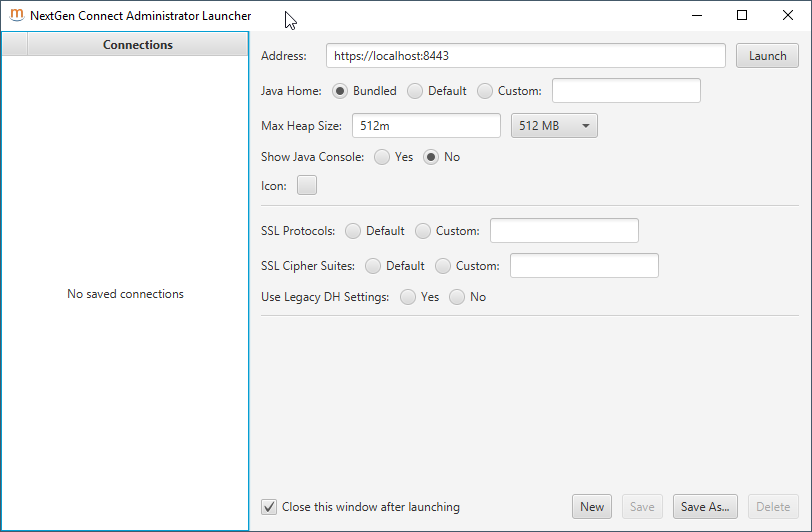 NextGen Connect Administrator Launcher
Connections
No saved connections
Address: https://localhost:8443 Launch
Java Home: Bundled Default Custom:
Max Heap Size: 512m 512 MB
Show Java Console: Yes No
Icon:
SSL Protocols: Default Custom:
SSL Cipher Suites: Default Custom:
Use Legacy DH Settings: Yes No
Close this window after launching New Save Save As... Delete